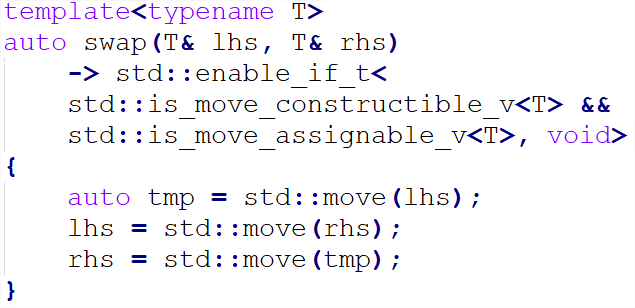 template<typename T>
auto swap(T& lhs, T& rhs)
    -> std::enable_if_t<
    std::is_move_constructible_v<T> &&
    std::is_move_assignable_v<T>, void>
{
    auto tmp = std::move(lhs);
    lhs = std::move(rhs);
    rhs = std::move(tmp);
}